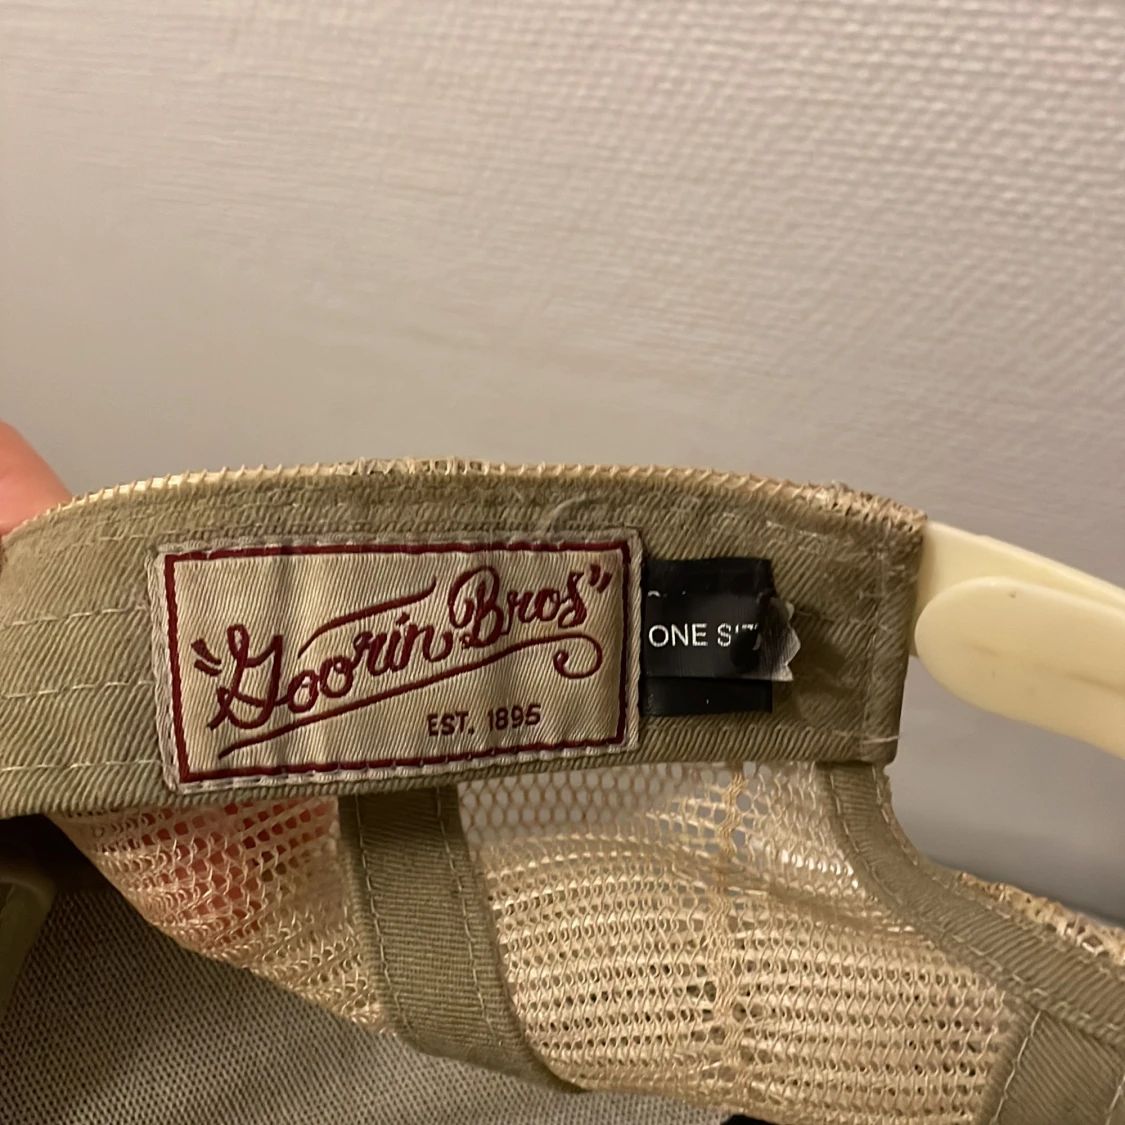 "Goorin Bros"
EST. 1895
ONE